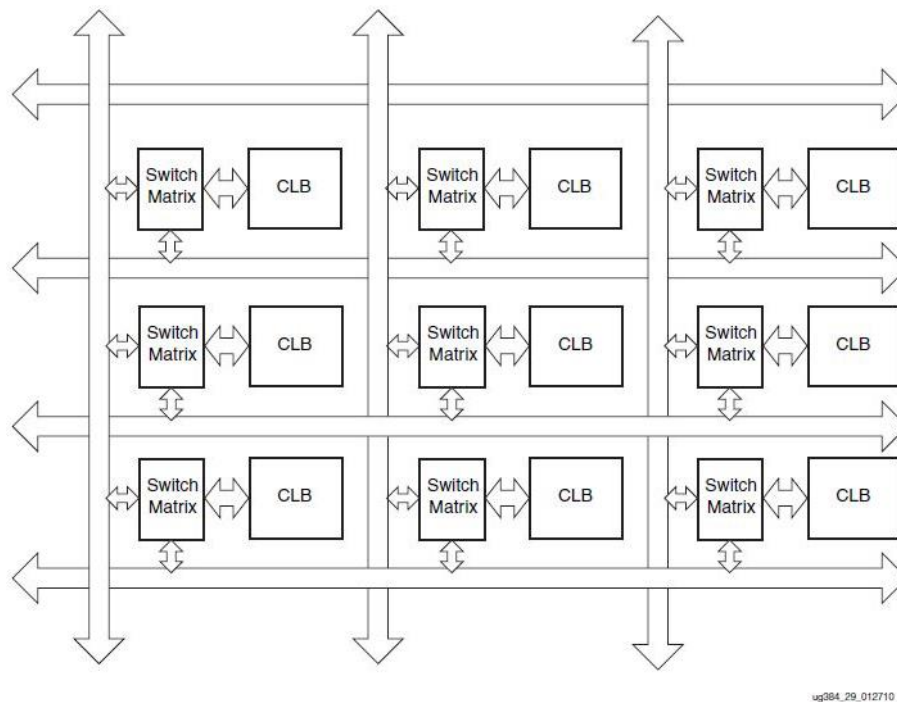 Switch
Matrix
CLB
Switch
Matrix
CLB
Switch
Matrix
CLB
Switch
Matrix
CLB
Switch
Matrix
CLB
Switch
Matrix
CLB
Switch
Matrix
CLB
Switch
Matrix
CLB
Switch
Matrix
CLB
ug384_29_012710